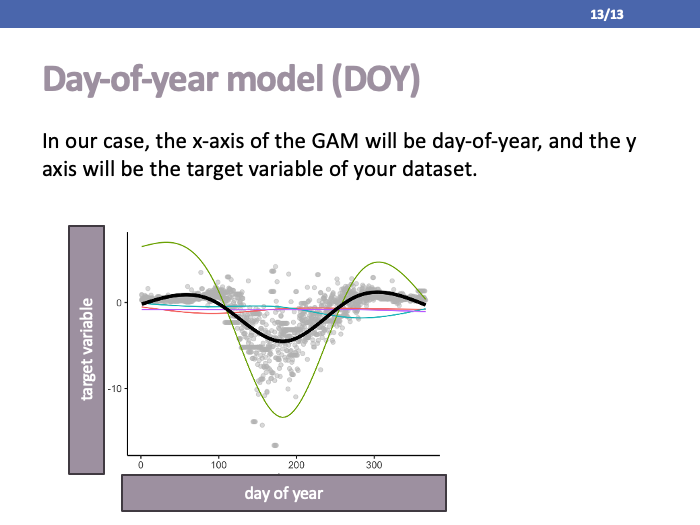 13/13
Day-of-year model (DOY)
In our case, the x-axis of the GAM will be day-of-year, and the y
axis will be the target variable of your dataset.
target variable
0
-10
0 100 200 300
day of year